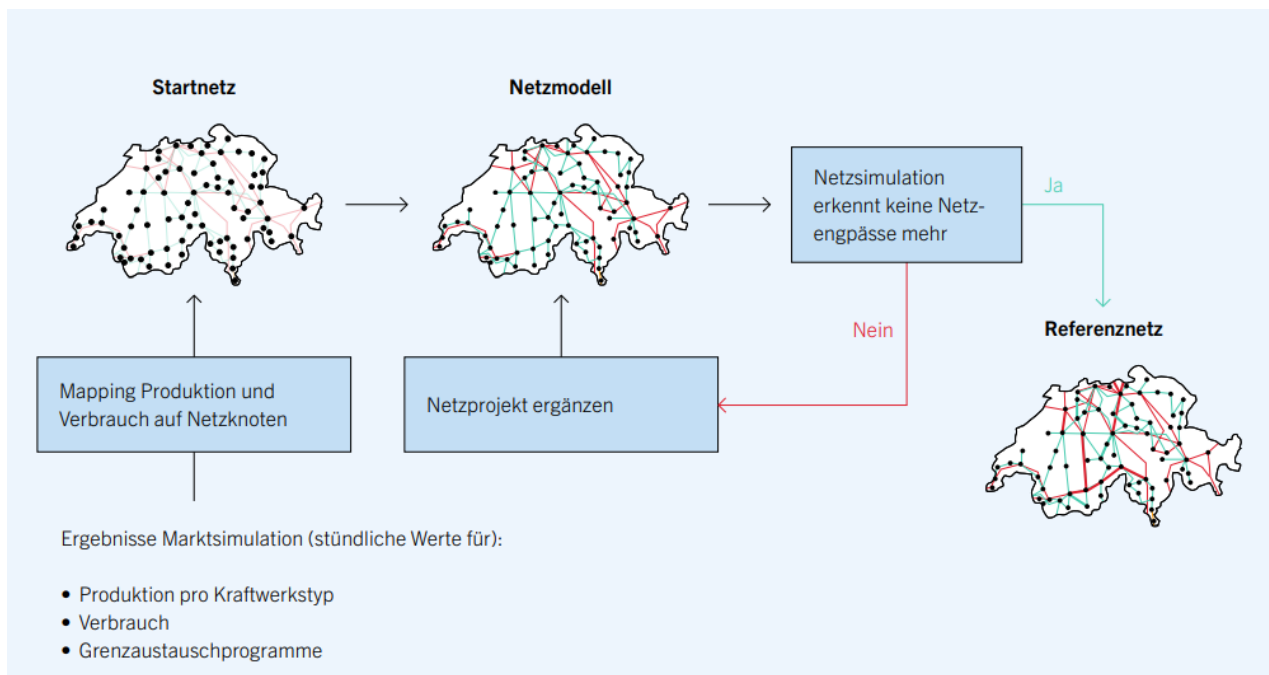 Startnetz
Netzmodell
Netzsimulation
erkennt keine Netz-
engpässe mehr
Ja
Nein
Referenznetz
Mapping Produktion und
Verbrauch auf Netzknoten
Netzprojekt ergänzen
Ergebnisse Marktsimulation (stündliche Werte für):
• Produktion pro Kraftwerkstyp
• Verbrauch
• Grenzaustauschprogramme